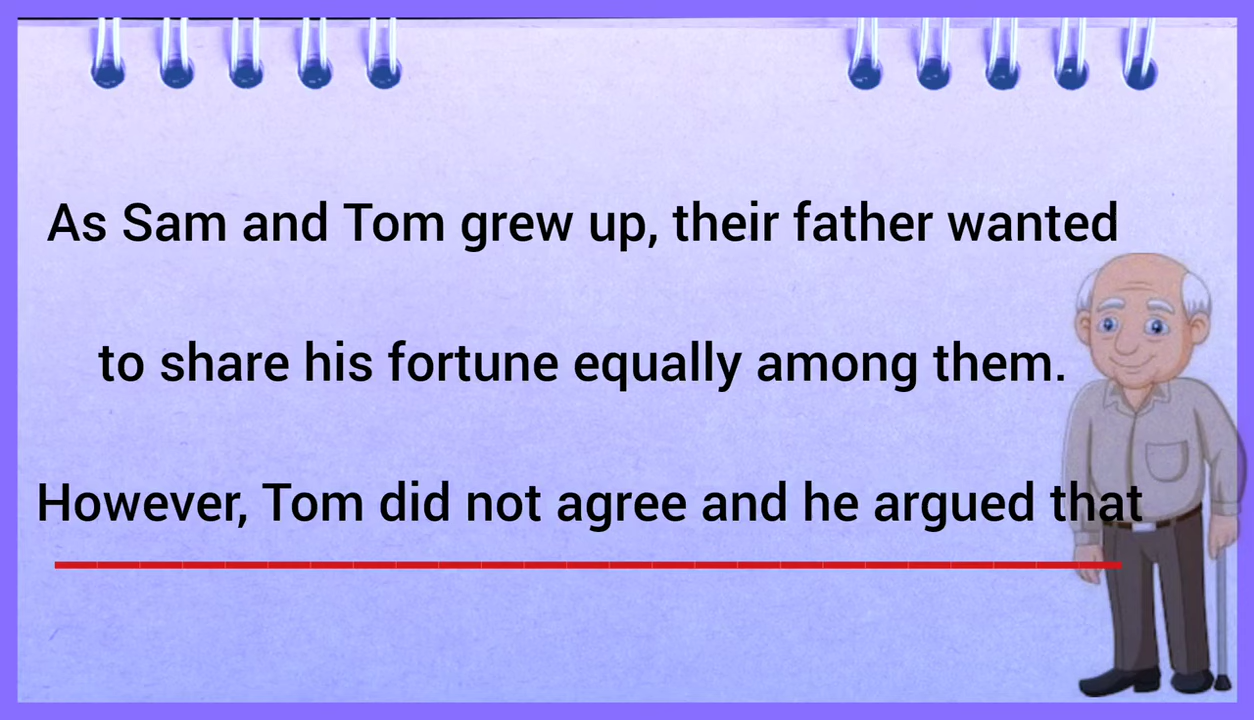 As Sam and Tom grew up, their father wanted
to share his fortune equally among them.
However, Tom did not agree and he argued that